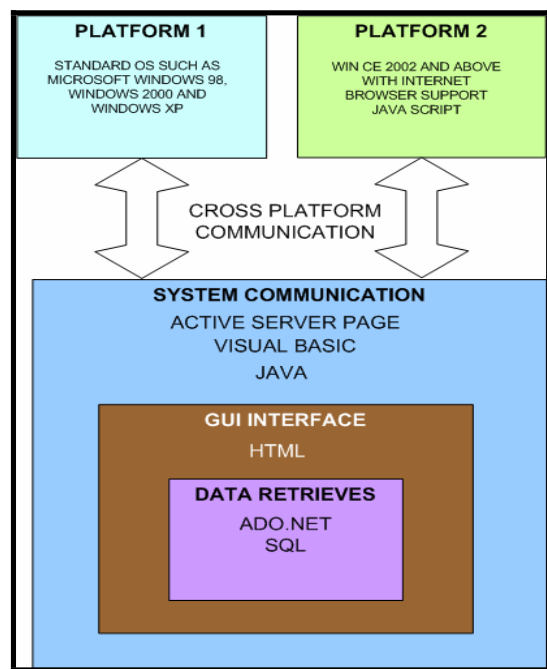 PLATFORM 1
STANDARD OS SUCH AS
MICROSOFT WINDOWS 98,
WINDOWS 2000 AND
WINDOWS XP
PLATFORM 2
WIN CE 2002 AND ABOVE
WITH INTERNET
BROWSER SUPPORT
JAVA SCRIPT
CROSS PLATFORM
COMMUNICATION
SYSTEM COMMUNICATION
ACTIVE SERVER PAGE
VISUAL BASIC
JAVA
GUI INTERFACE
HTML
DATA RETRIEVES
ADO.NET
SQL